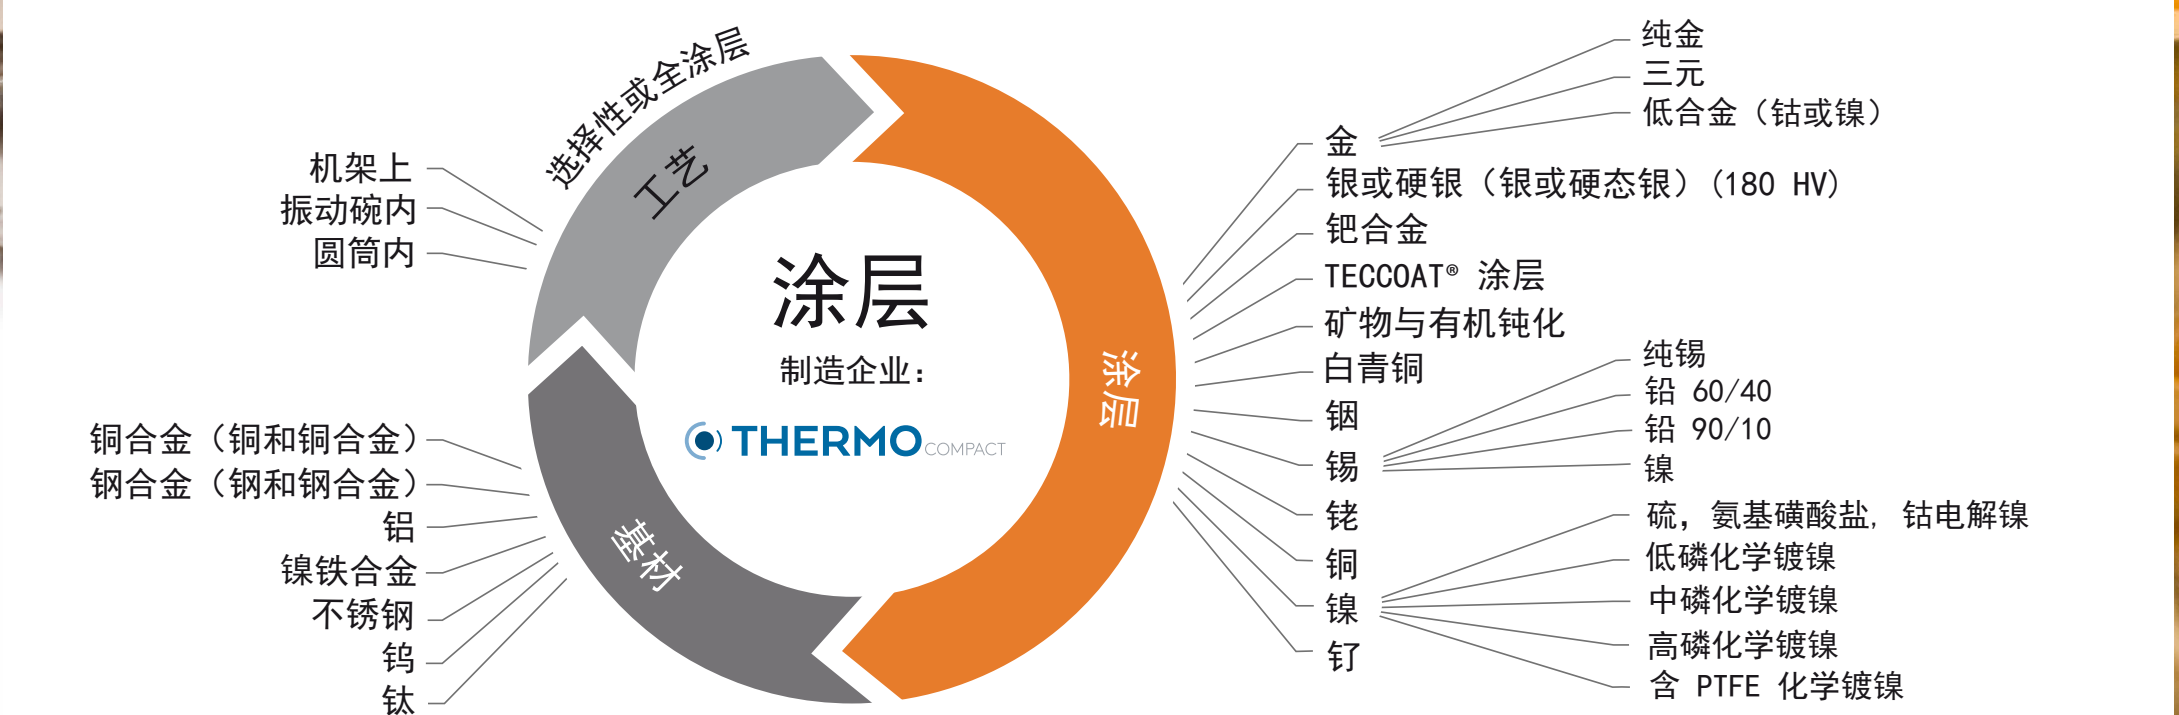 选择性或全涂层
工艺
机架上
振动碗内
圆筒内
涂层
制造企业：
THERMO COMPACT
基材
铜合金（铜和铜合金）
钢合金（钢和钢合金）
铝
镍铁合金
不锈钢
钨
钛
涂层
金
纯金
三元
低合金（钴或镍）
银或硬银（银或硬态银）(180 HV)
钯合金
TECCOAT® 涂层
矿物与有机钝化
白青铜
铟
锡
纯锡
铅 60/40
铅 90/10
镍
铑
铜
镍
硫，氨基磺酸盐, 钴电解镍
低磷化学镀镍
中磷化学镀镍
高磷化学镀镍
含 PTFE 化学镀镍
钌